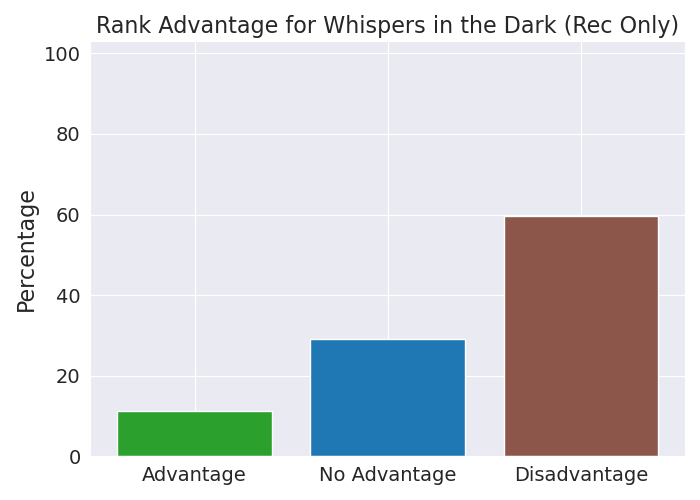 Rank Advantage for Whispers in the Dark (Rec Only)
Percentage
100
80
60
40
20
0
Advantage
No Advantage
Disadvantage